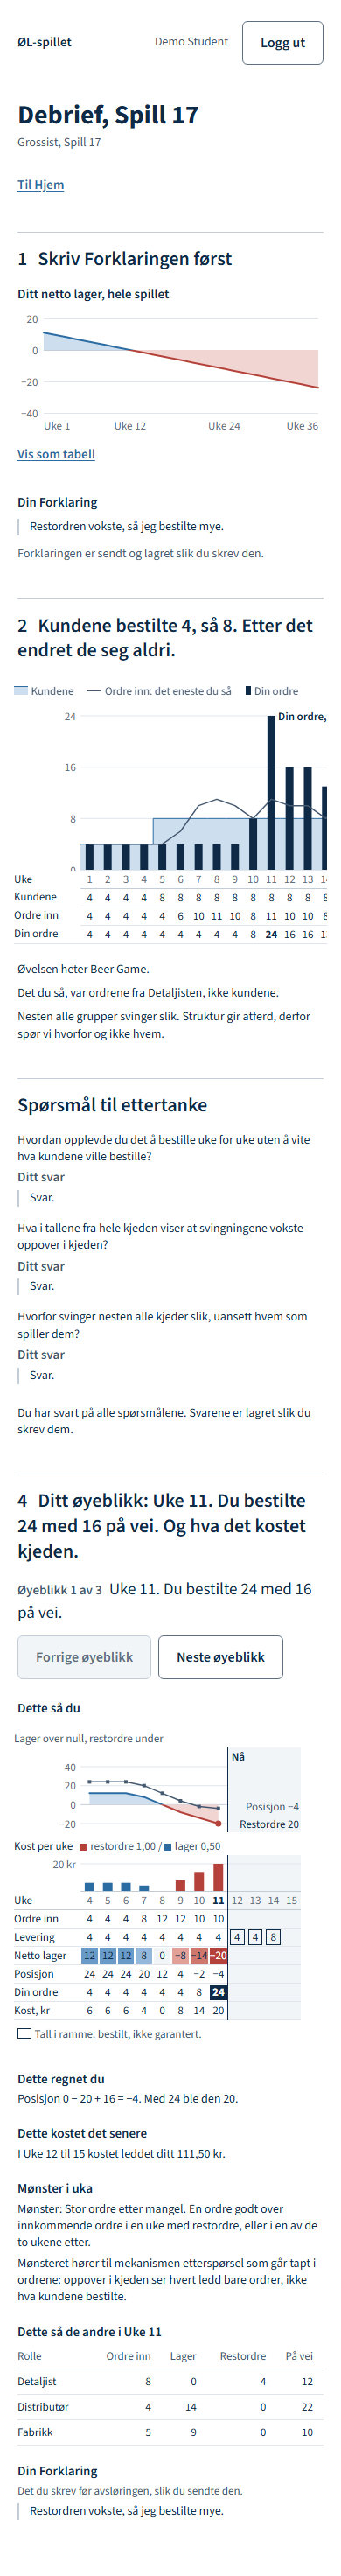 ØL-spillet
Demo Student
Logg ut
Debrief, Spill 17
Grossist, Spill 17
Til Hjem
1 Skriv Forklaringen først
Ditt netto lager, hele spillet
20
0
−20
−40
Uke 1 Uke 12 Uke 24 Uke 36
Vis som tabell
Din Forklaring
Restordren vokste, så jeg bestilte mye.
Forklaringen er sendt og lagret slik du skrev den.
2 Kundene bestilte 4, så 8. Etter det
endret de seg aldri.
Kundene Ordre inn: det eneste du så Din ordre
24
Din ordre,
16
8
0
Uke 1 2 3 4 5 6 7 8 9 10 11 12 13 14
Kundene 4 4 4 4 8 8 8 8 8 8 8 8 8 8
Ordre inn 4 4 4 4 4 6 10 11 10 8 11 10 10 8
Din ordre 4 4 4 4 4 4 4 4 4 8 24 16 16 1
Øvelsen heter Beer Game.
Det du så, var ordrene fra Detaljisten, ikke kundene.
Nesten alle grupper svinger slik. Struktur gir atferd, derfor
spør vi hvorfor og ikke hvem.
Spørsmål til ettertanke
Hvordan opplevde du det å bestille uke for uke uten å vite
hva kundene ville bestille?
Ditt svar
Svar.
Hva i tallene fra hele kjeden viser at svingningene vokste
oppover i kjeden?
Ditt svar
Svar.
Hvorfor svinger nesten alle kjeder slik, uansett hvem som
spiller dem?
Ditt svar
Svar.
Du har svart på alle spørsmålene. Svarene er lagret slik du
skrev dem.
4 Ditt øyeblikk: Uke 11. Du bestilte
24 med 16 på vei. Og hva det kostet
kjeden.
Øyeblikk 1 av 3 Uke 11. Du bestilte 24 med 16
på vei.
Forrige øyeblikk
Neste øyeblikk
Dette så du
Lager over null, restordre under
Nå
40
20
0
−20
Posisjon −4
Restordre 20
Kost per uke restordre 1,00 / lager 0,50
20 kr
Uke 4 5 6 7 8 9 10 11 12 13 14 15
Ordre inn 4 4 4 8 12 12 10 10
Levering 4 4 4 4 4 4 4 4 4 4 8
Netto lager 12 12 12 8 0 −8 −14 −20
Posisjon 24 24 24 20 12 4 −2 −4
Din ordre 4 4 4 4 4 4 8 24
Kost, kr 6 6 6 4 0 8 14 20
Tall i ramme: bestilt, ikke garantert.
Dette regnet du
Posisjon 0 − 20 + 16 = −4. Med 24 ble den 20.
Dette kostet det senere
I Uke 12 til 15 kostet leddet ditt 111,50 kr.
Mønster i uka
Mønster: Stor ordre etter mangel. En ordre godt over
innkommende ordre i en uke med restordre, eller i en av de
to ukene etter.
Mønsteret hører til mekanismen etterspørsel som går tapt i
ordrene: oppover i kjeden ser hvert ledd bare ordrer, ikke
hva kundene bestilte.
Dette så de andre i Uke 11
Rolle Ordre inn Lager Restordre På vei
Detaljist 8 0 4 12
Distributør 4 14 0 22
Fabrikk 5 9 0 10
Din Forklaring
Det du skrev før avsløringen, slik du sendte den.
Restordren vokste, så jeg bestilte mye.